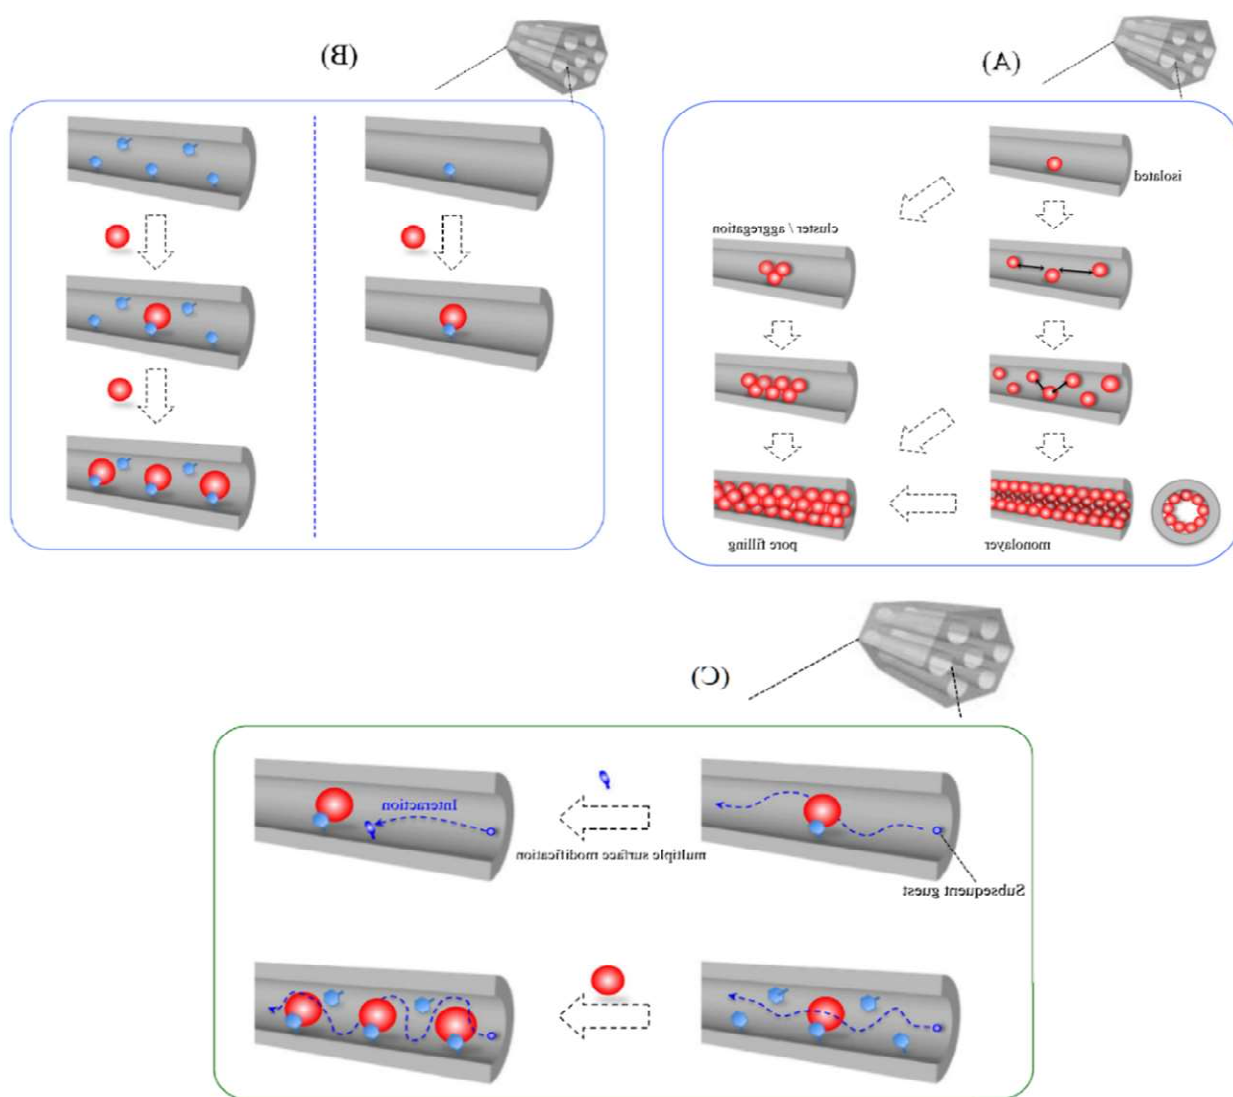 (A)
isolated
cluster / aggregation
monolayer
pore filling
(B)
(C)
Interaction
multiple surface modification
Subsequent guest